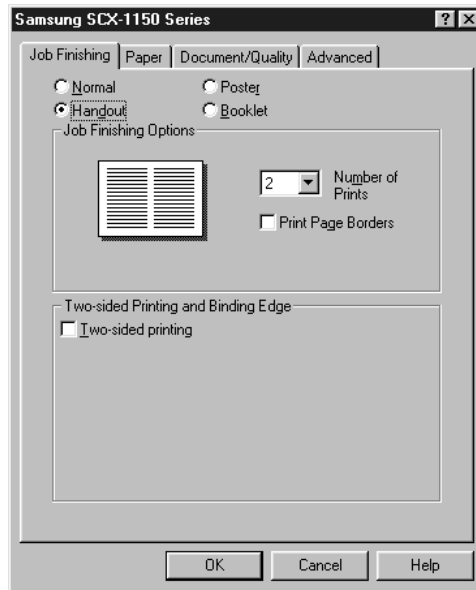 Samsung SCX-1150 Series
Job Finishing Paper Document/Quality Advanced
Normal Poster
Handout Booklet
Job Finishing Options
2 Number of
Prints
Print Page Borders
Two-sided Printing and Binding Edge
Two-sided printing
OK Cancel Help